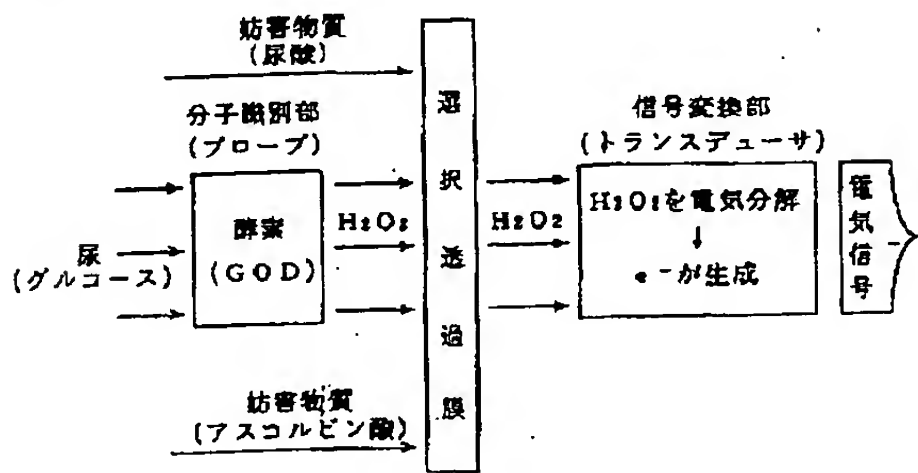 妨害物質
(尿酸)
分子識別部
(プローブ)
尿
(グルコース)
酵素
(GOD)
H₂O₂
妨害物質
(アスコルビン酸)
選択透過膜
H₂O₂
信号変換部
(トランスデューサ)
H₂O₂を電気分解
↓
e⁻が生成
電気信号